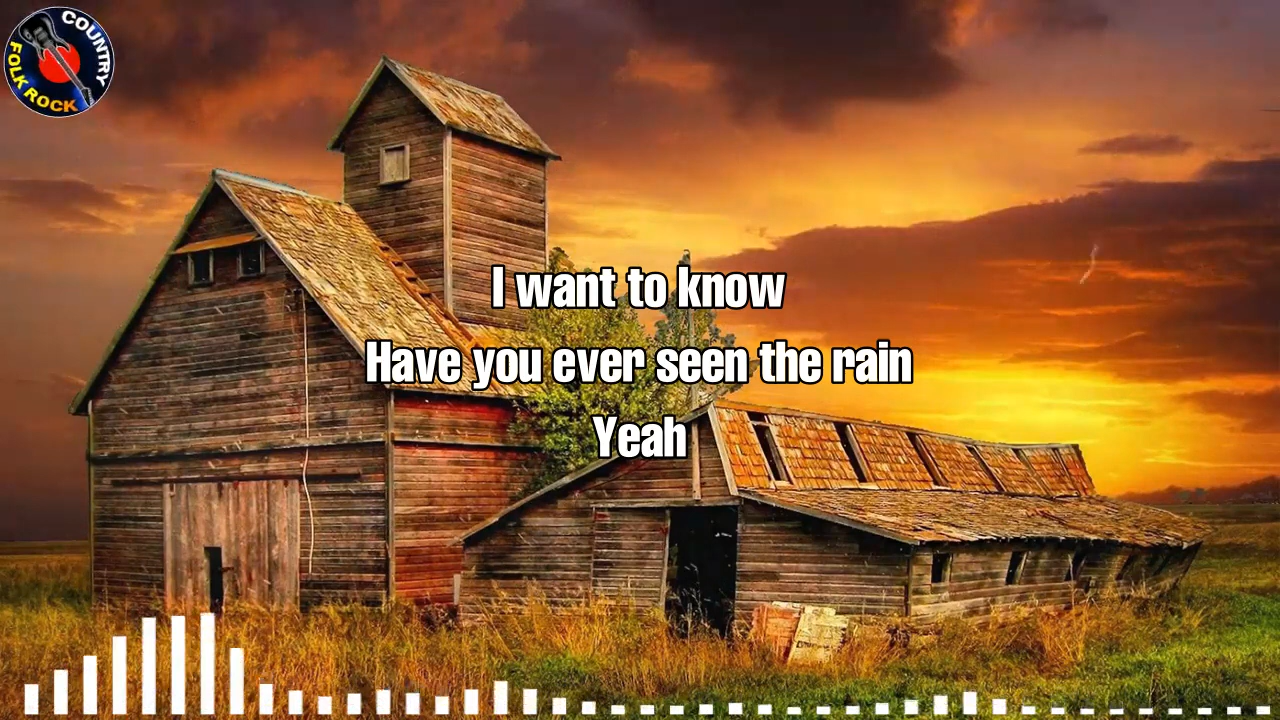 COUNTRY
FOLK ROCK
I want to know
Have you ever seen the rain
Yeah